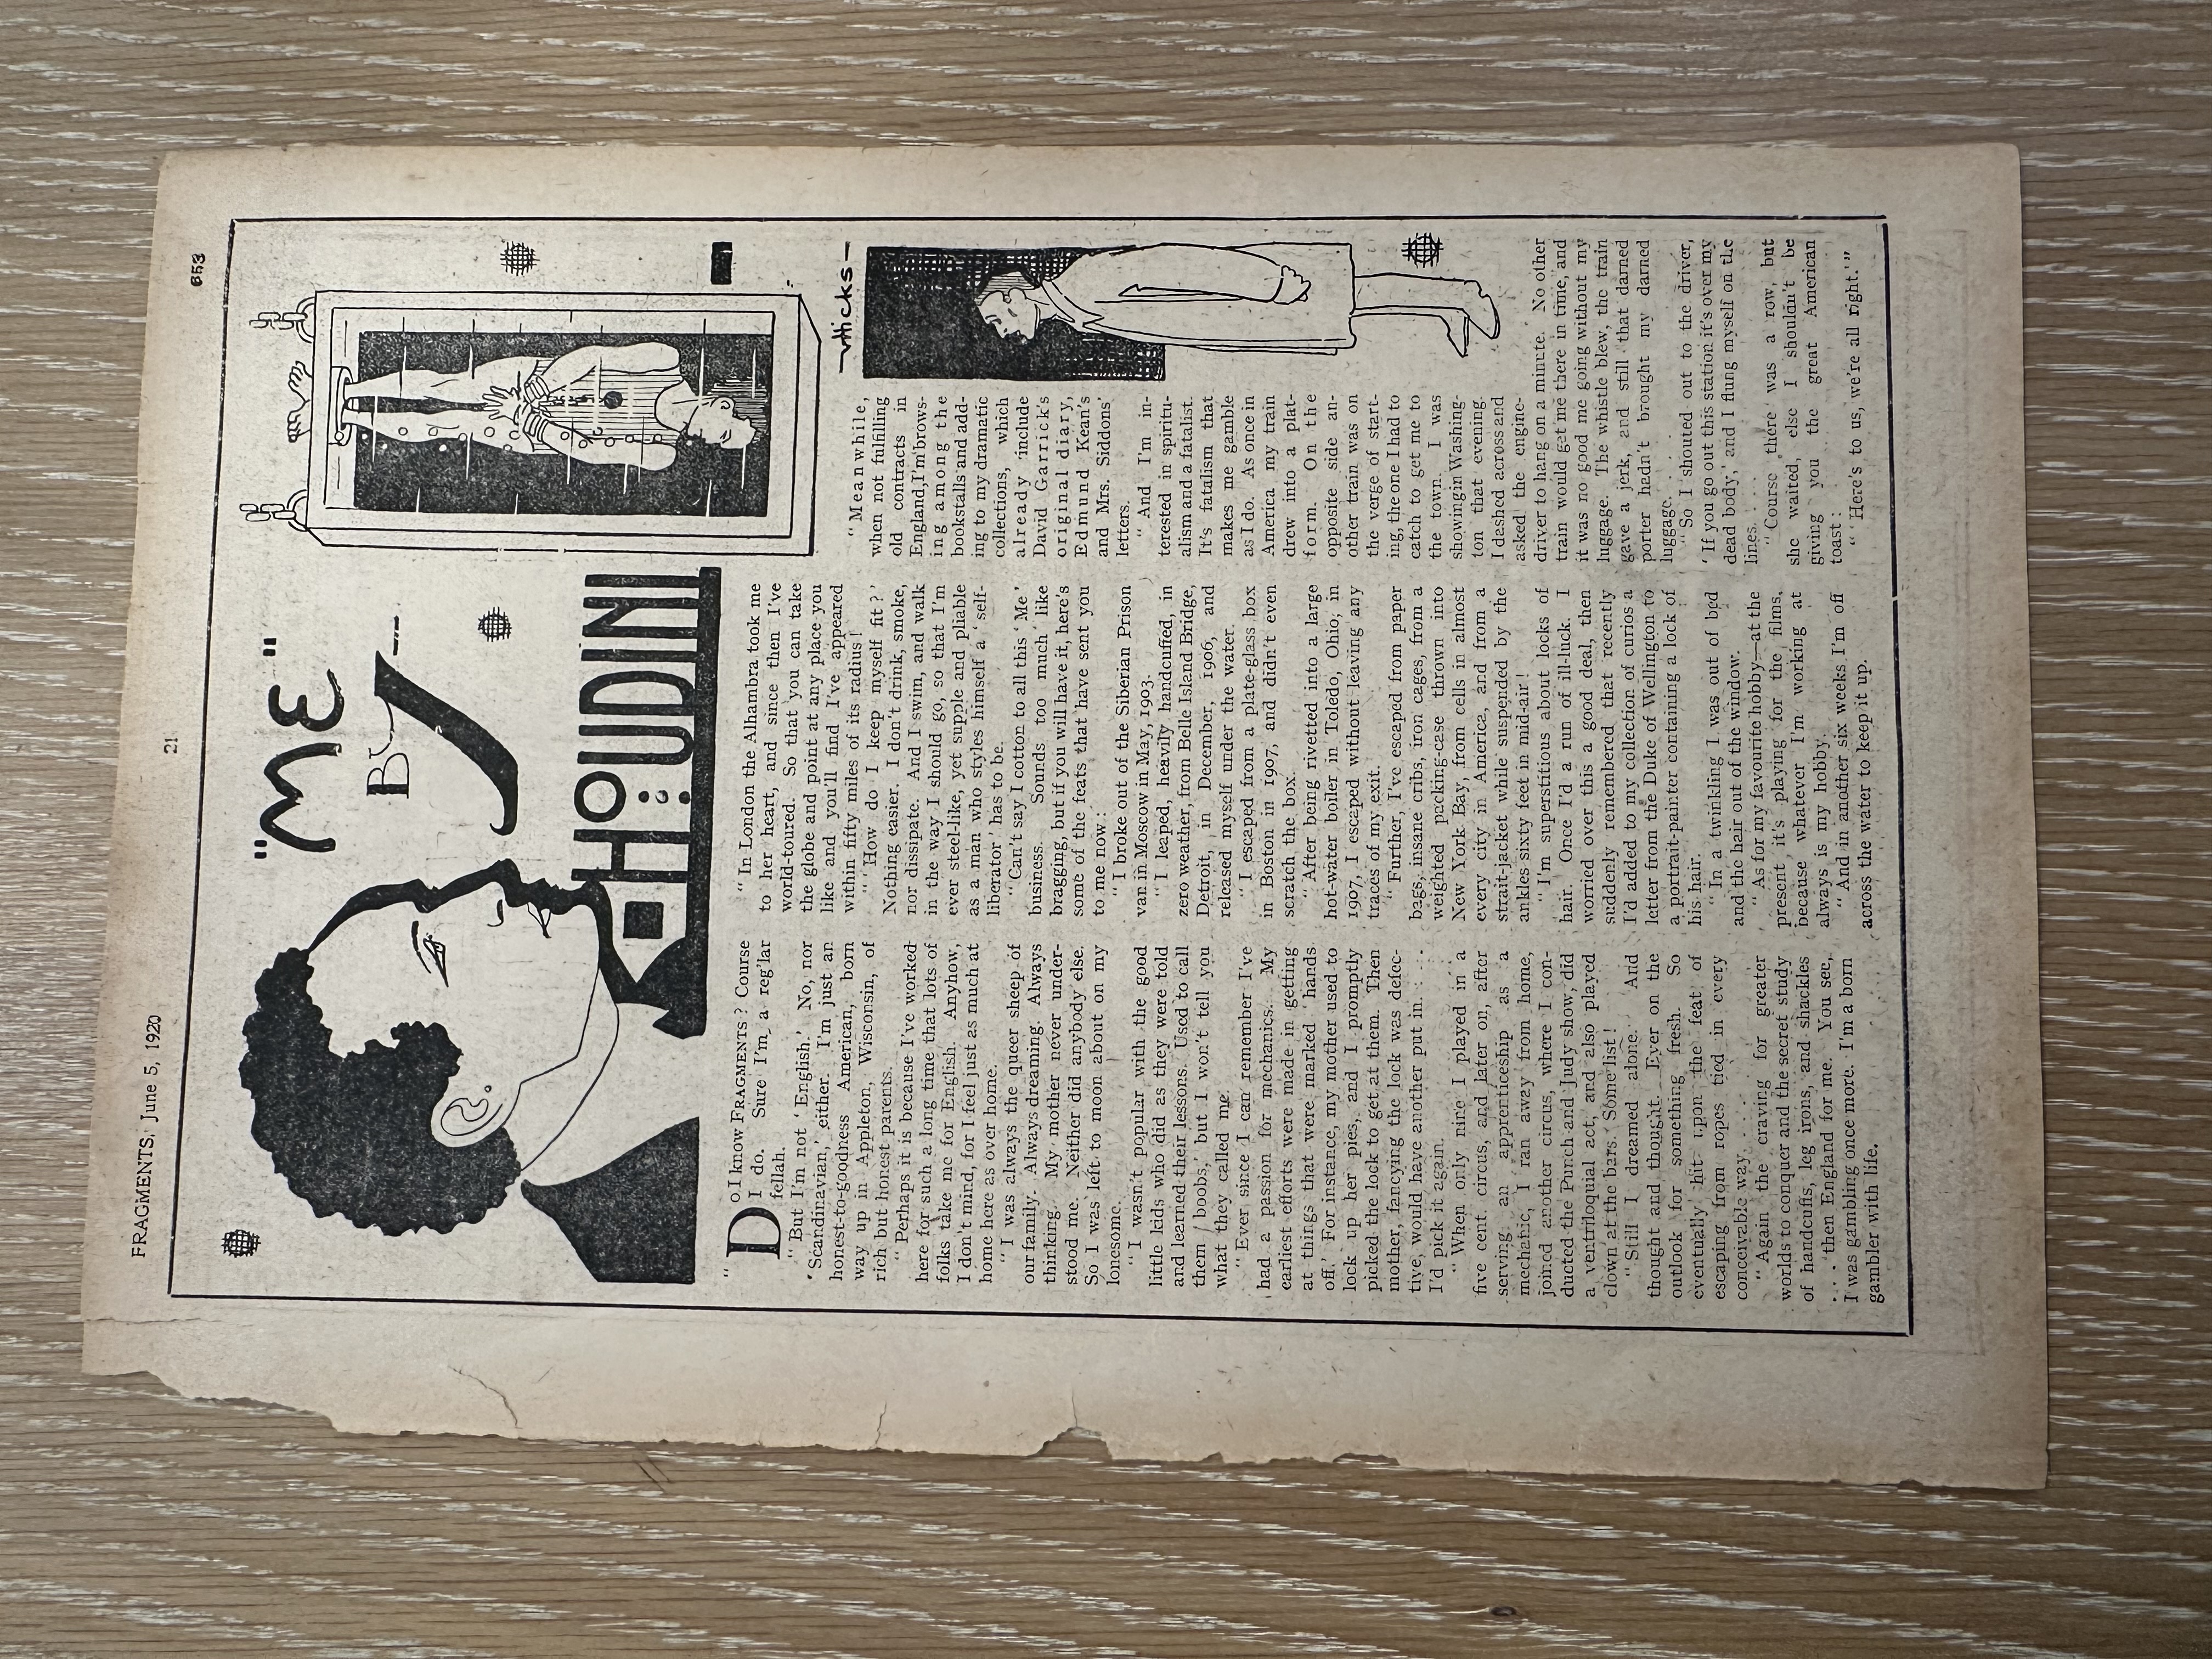 FRAGMENTS, June 5, 1920
21
653
"ME"
By
HOUDINI
Hicks
"DO I know FRAGMENTS? Course
I do. Sure I'm a reg'lar
fellah.
"But I'm not 'English.' No, nor
'Scandinavian,' either. I'm just an
honest-to-goodness American, born
way up in Appleton, Wisconsin, of
rich but honest parents.
"Perhaps it is because I've worked
here for such a long time that lots of
folks take me for English. Anyhow,
I don't mind, for I feel just as much at
home here as over home.
"I was always the queer sheep of
our family. Always dreaming. Always
thinking. My mother never under-
stood me. Neither did anybody else.
So I was left to moon about on my
lonesome.
"I wasn't popular with the good
little kids who did as they were told
and learned their lessons. Used to call
them 'boobs,' but I won't tell you
what they called me.
"Ever since I can remember I've
had a passion for mechanics. My
earliest efforts were made in getting
at things that were marked 'hands
off.' For instance, my mother used to
lock up her pies, and I promptly
picked the lock to get at them. Then
mother, fancying the lock was defec-
tive, would have another put in. . . .
I'd pick it again.
"When only nine I played in a
five cent circus, and later on, after
serving an apprenticeship as a
mechanic, I ran away from home,
joined another circus, where I con-
ducted the Punch and Judy show, did
a ventriloquial act, and also played
clown at the bars. Some list!
"Still I dreamed alone. And
thought and thought. Ever on the
outlook for something fresh. So
eventually hit upon the feat of
escaping from ropes tied in every
conceivable way. . . .
"Again the craving for greater
worlds to conquer and the secret study
of handcuffs, leg irons, and shackles
. . . . then England for me. You see,
I was gambling once more. I'm a born
gambler with life.
"In London the Alhambra took me
to her heart, and since then I've
world-toured. So that you can take
the globe and point at any place you
like and you'll find I've appeared
within fifty miles of its radius!
"'How do I keep myself fit?'
Nothing easier. I don't drink, smoke,
nor dissipate. And I swim, and walk
in the way I should go, so that I'm
ever steel-like, yet supple and pliable
as a man who styles himself a 'self-
liberator' has to be.
"Can't say I cotton to all this 'Me'
business. Sounds too much like
bragging, but if you will have it, here's
some of the feats that have sent you
to me now:
"I broke out of the Siberian Prison
van in Moscow in May, 1903.
"I leaped, heavily handcuffed, in
zero weather, from Belle Island Bridge,
Detroit, in December, 1906, and
released myself under the water.
"I escaped from a plate-glass box
in Boston in 1907, and didn't even
scratch the box.
"After being rivetted into a large
hot-water boiler in Toledo, Ohio, in
1907, I escaped without leaving any
traces of my exit.
"Further, I've escaped from paper
bags, insane cribs, iron cages, from a
weighted packing-case thrown into
New York Bay, from cells in almost
every city in America, and from a
strait-jacket while suspended by the
ankles sixty feet in mid-air!
"I'm superstitious about locks of
hair. Once I'd a run of ill-luck. I
worried over this a good deal, then
suddenly remembered that recently
I'd added to my collection of curios a
letter from the Duke of Wellington to
a portrait-painter containing a lock of
his hair.
"In a twinkling I was out of bed
and the hair out of the window.
"As for my favourite hobby—at the
present it's playing for the films,
because whatever I'm working at
always is my hobby.
"And in another six weeks I'm off
across the water to keep it up.
"Meanwhile,
when not fulfilling
old contracts in
England, I'm brows-
ing among the
bookstalls and add-
ing to my dramatic
collections, which
already include
David Garrick's
original diary,
Edmund Kean's
and Mrs. Siddons'
letters.
"And I'm in-
terested in spiritu-
alism and a fatalist.
It's fatalism that
makes me gamble
as I do. As once in
America my train
drew into a plat-
form. On the
opposite side an-
other train was on
the verge of start-
ing, the one I had to
catch to get me to
the town I was
showing in Washing-
ton that evening.
I dashed across and
asked the engine-
driver to hang on a minute. No other
train would get me there in time, and
it was no good me going without my
luggage. The whistle blew, the train
gave a jerk, and still that darned
porter hadn't brought my darned
luggage. . . .
"So I shouted out to the driver,
'If you go out this station it's over my
dead body,' and I flung myself on the
lines. . . .
"Course there was a row, but
she waited, else I shouldn't be
giving you the great American
toast:
"'Here's to us, we're all right.'"